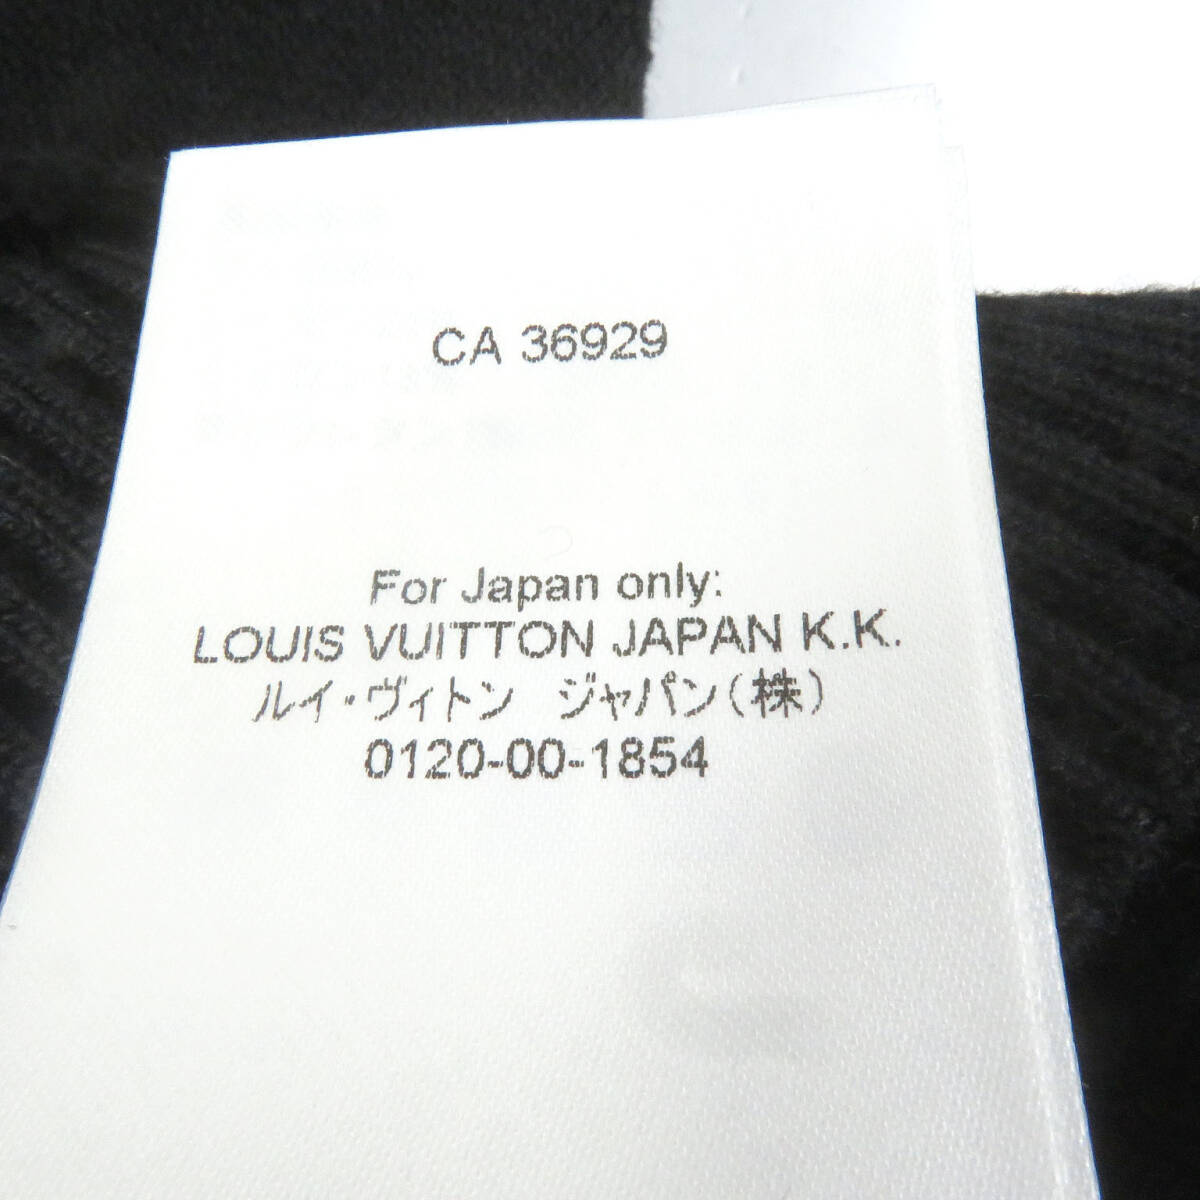 CA 36929
For Japan only:
LOUIS VUITTON JAPAN K.K.
ルイ・ヴィトン　ジャパン（株）
0120-00-1854